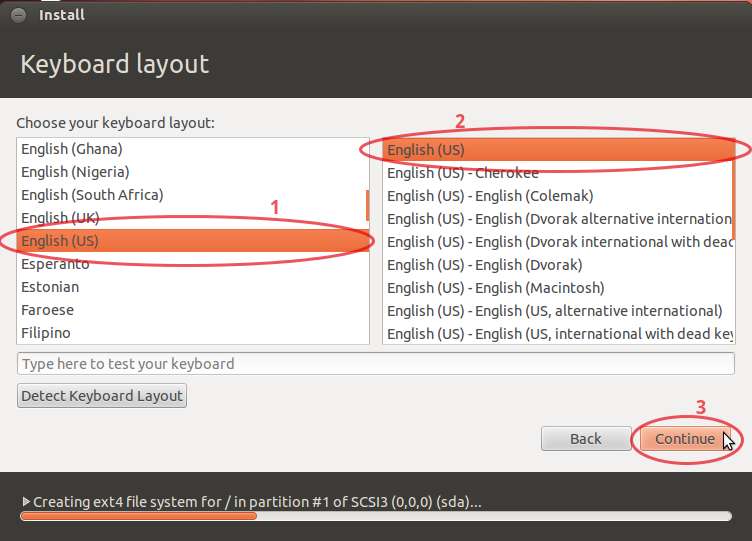 Install
Keyboard layout
Choose your keyboard layout:
English (Ghana)
English (Nigeria)
English (South Africa)
English (UK)
1
English (US)
Esperanto
Estonian
Faroese
Filipino
2
English (US)
English (US) - Cherokee
English (US) - English (Colemak)
English (US) - English (Dvorak alternative internation
English (US) - English (Dvorak international with dead
English (US) - English (Dvorak)
English (US) - English (Macintosh)
English (US) - English (US, alternative international)
English (US) - English (US, international with dead key
Type here to test your keyboard
Detect Keyboard Layout
3
Back
Continue
Creating ext4 file system for / in partition #1 of SCSI3 (0,0,0) (sda)...